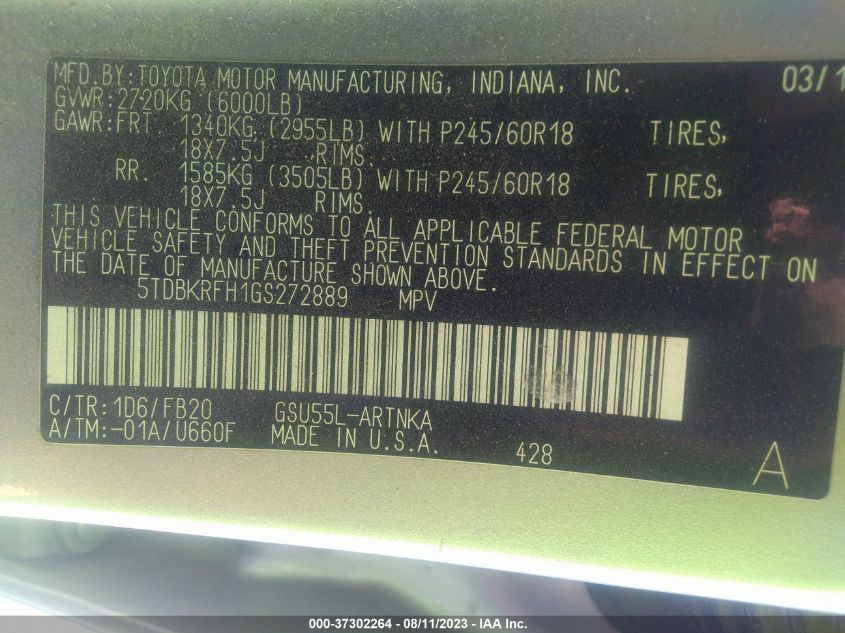 MFD.BY:TOYOTA MOTOR MANUFACTURING, INDIANA, INC. 03/1
GVWR:2720KG (6000LB)
GAWR:FRT 1340KG (2955LB) WITH P245/60R18 TIRES,
18X7.5J RIMS.
RR. 1585KG (3505LB) WITH P245/60R18 TIRES,
18X7.5J RIMS.
THIS VEHICLE CONFORMS TO ALL APPLICABLE FEDERAL MOTOR
VEHICLE SAFETY AND THEFT PREVENTION STANDARDS IN EFFECT ON
THE DATE OF MANUFACTURE SHOWN ABOVE.
5TDBKRFH1GS272889 MPV
C/TR:1D6/FB20 GSU55L-ARTNKA
A/TM:-01A/U660F MADE IN U.S.A. 428 A
000-37302264 - 08/11/2023 - IAA Inc.